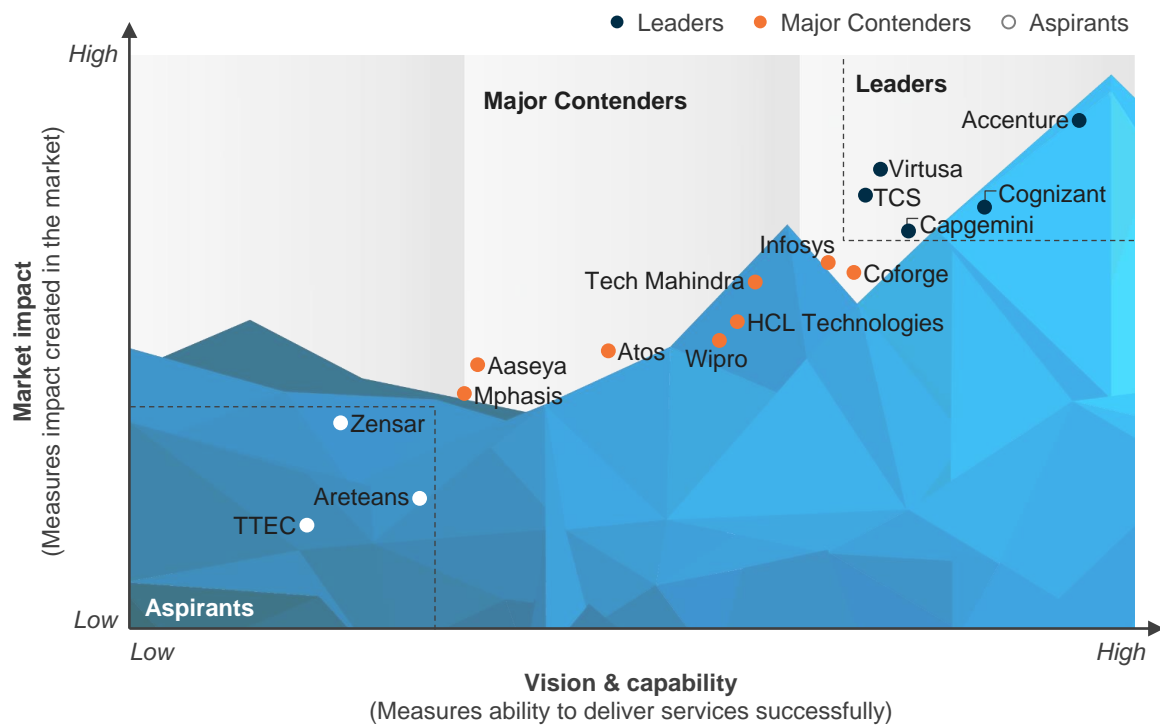 Leaders
Major Contenders
Aspirants
High
Major Contenders
Leaders
Accenture
Virtusa
TCS
Cognizant
Capgemini
Infosys
Coforge
Tech Mahindra
HCL Technologies
Wipro
Atos
Aaseya
Mphasis
Zensar
Areteans
TTEC
Aspirants
Low
Market impact
(Measures impact created in the market)
Low
High
Vision & capability
(Measures ability to deliver services successfully)